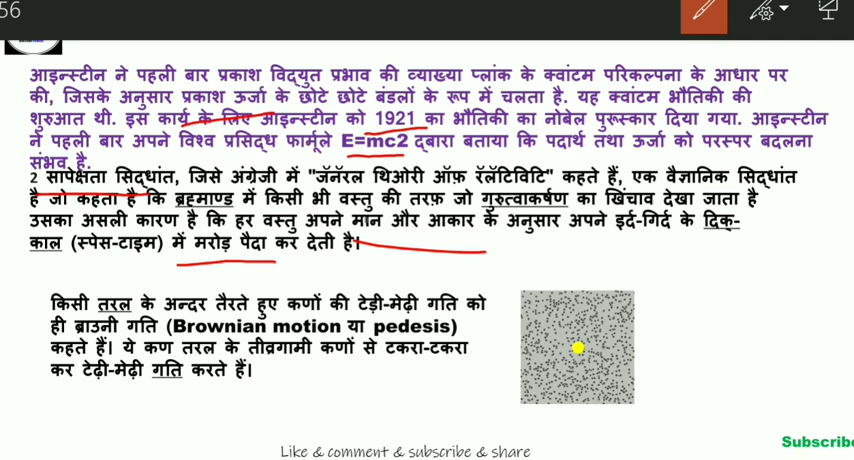 56
आइन्स्टीन ने पहली बार प्रकाश विद्युत प्रभाव की व्याख्या प्लांक के क्वांटम परिकल्पना के आधार पर
की, जिसके अनुसार प्रकाश ऊर्जा के छोटे छोटे बंडलों के रूप में चलता है. यह क्वांटम भौतिकी की
शुरुआत थी. इस कार्य के लिए आइन्स्टीन को 1921 का भौतिकी का नोबेल पुरूस्कार दिया गया. आइन्स्टीन
ने पहली बार अपने विश्व प्रसिद्ध फार्मूले E=mc2 द्बारा बताया कि पदार्थ तथा ऊर्जा को परस्पर बदलना
संभव है.
2 सापेक्षता सिद्धांत, जिसे अंग्रेजी में "जॅनॅरल थिओरी ऑफ़ रॅलॅटिविटि" कहते हैं, एक वैज्ञानिक सिद्धांत
है जो कहता है कि ब्रह्माण्ड में किसी भी वस्तु की तरफ़ जो गुरुत्वाकर्षण का खिंचाव देखा जाता है
उसका असली कारण है कि हर वस्तु अपने मान और आकार के अनुसार अपने इर्द-गिर्द के दिक्-
काल (स्पेस-टाइम) में मरोड़ पैदा कर देती है।
किसी तरल के अन्दर तैरते हुए कणों की टेड़ी-मेढ़ी गति को
ही ब्राउनी गति (Brownian motion या pedesis)
कहते हैं। ये कण तरल के तीव्रगामी कणों से टकरा-टकरा
कर टेढ़ी-मेढ़ी गति करते हैं।
Subscribe
Like & comment & subscribe & share